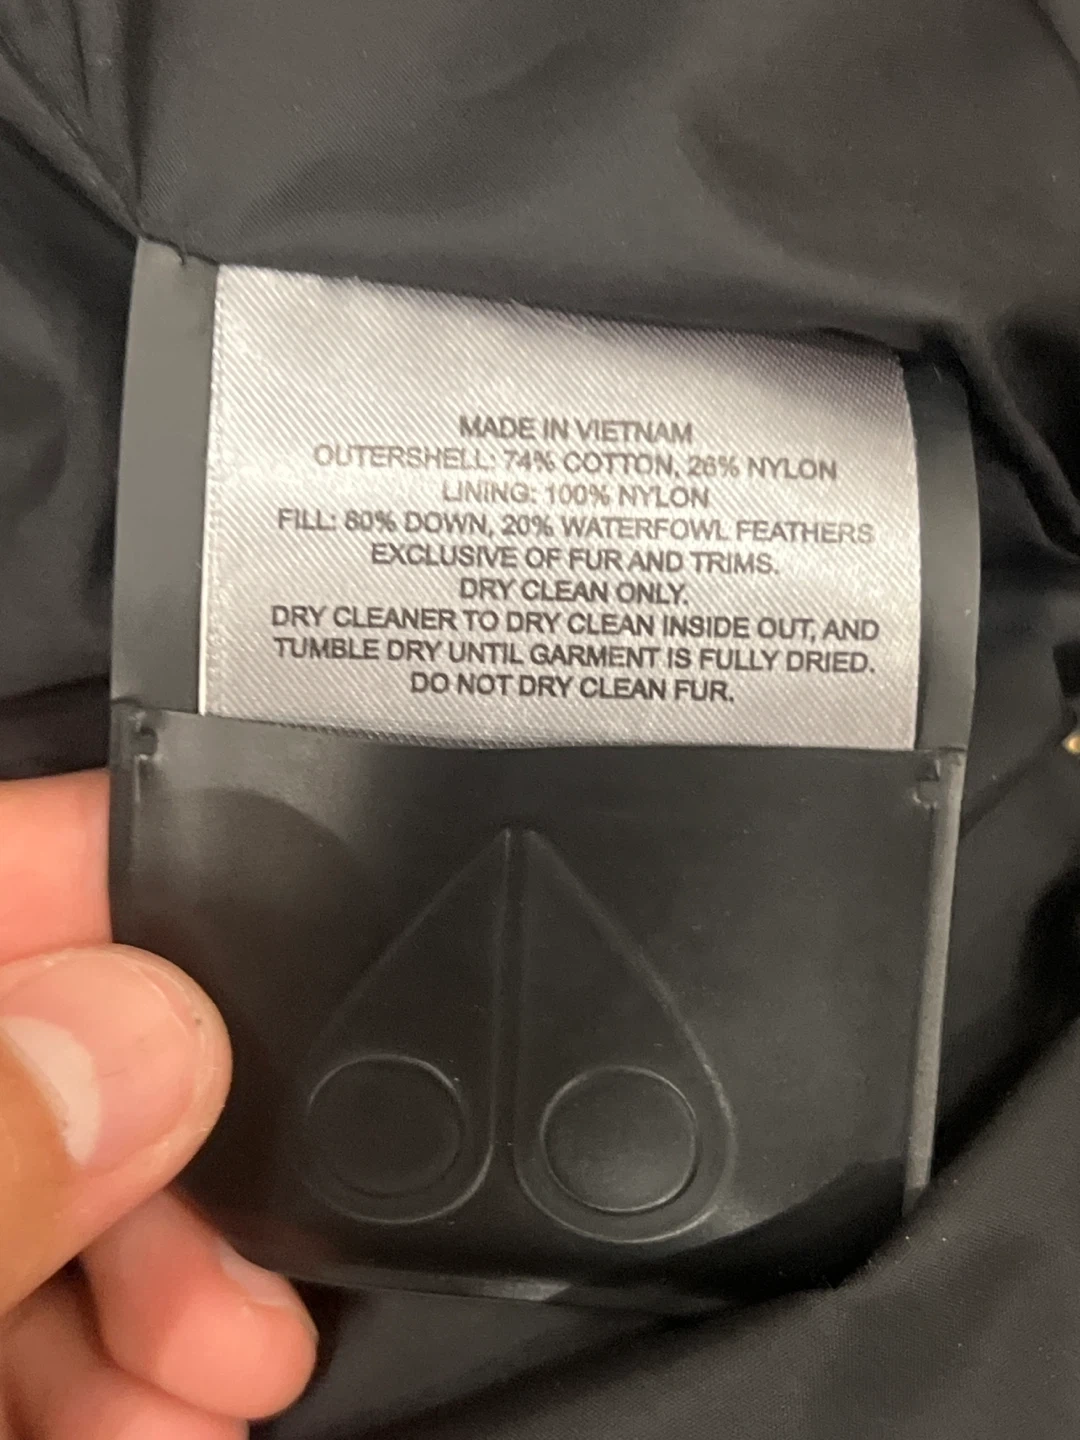 MADE IN VIETNAM
OUTERSHELL: 74% COTTON, 26% NYLON
LINING: 100% NYLON
FILL: 80% DOWN, 20% WATERFOWL FEATHERS
EXCLUSIVE OF FUR AND TRIMS.
DRY CLEAN ONLY.
DRY CLEANER TO DRY CLEAN INSIDE OUT, AND
TUMBLE DRY UNTIL GARMENT IS FULLY DRIED.
DO NOT DRY CLEAN FUR.